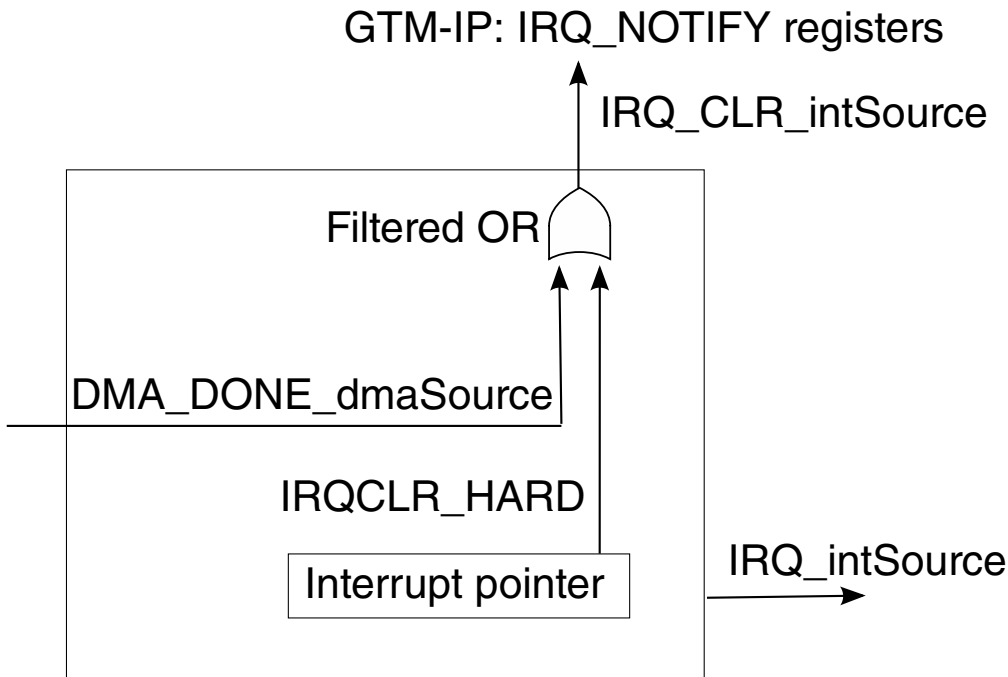 GTM-IP: IRQ_NOTIFY registers
IRQ_CLR_intSource
Filtered OR
DMA_DONE_dmaSource
IRQCLR_HARD
IRQ_intSource
Interrupt pointer